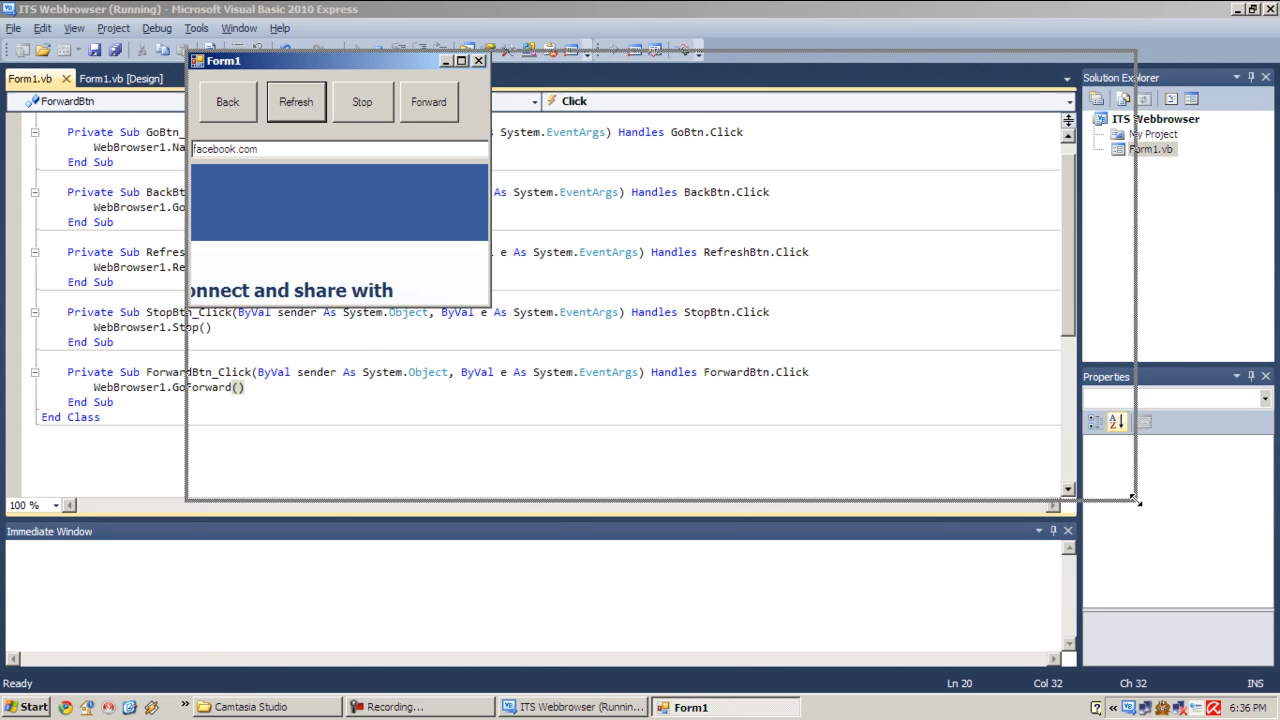 ITS Webbrowser (Running) - Microsoft Visual Basic 2010 Express
File Edit View Project Debug Tools Window Help
Form1
Form1.vb Form1.vb [Design]
Solution Explorer
Back Refresh Stop Forward
ForwardBtn Click
ITS Webbrowser
My Project
Form1.vb
Private Sub GoBtn_ System.EventArgs) Handles GoBtn.Click
WebBrowser1.Na
End Sub
facebook.com
Private Sub BackBt As System.EventArgs) Handles BackBtn.Click
WebBrowser1.Go
End Sub
Private Sub Refres e As System.EventArgs) Handles RefreshBtn.Click
WebBrowser1.Re
End Sub
onnect and share with
Private Sub StopBtn_Click(ByVal sender As System.Object, ByVal e As System.EventArgs) Handles StopBtn.Click
WebBrowser1.Stop()
End Sub
Private Sub ForwardBtn_Click(ByVal sender As System.Object, ByVal e As System.EventArgs) Handles ForwardBtn.Click
WebBrowser1.GoForward()
End Sub
End Class
Properties
100 %
Immediate Window
Ready Ln 20 Col 32 Ch 32 INS
Start Camtasia Studio Recording... ITS Webbrowser (Runnin... Form1 6:36 PM